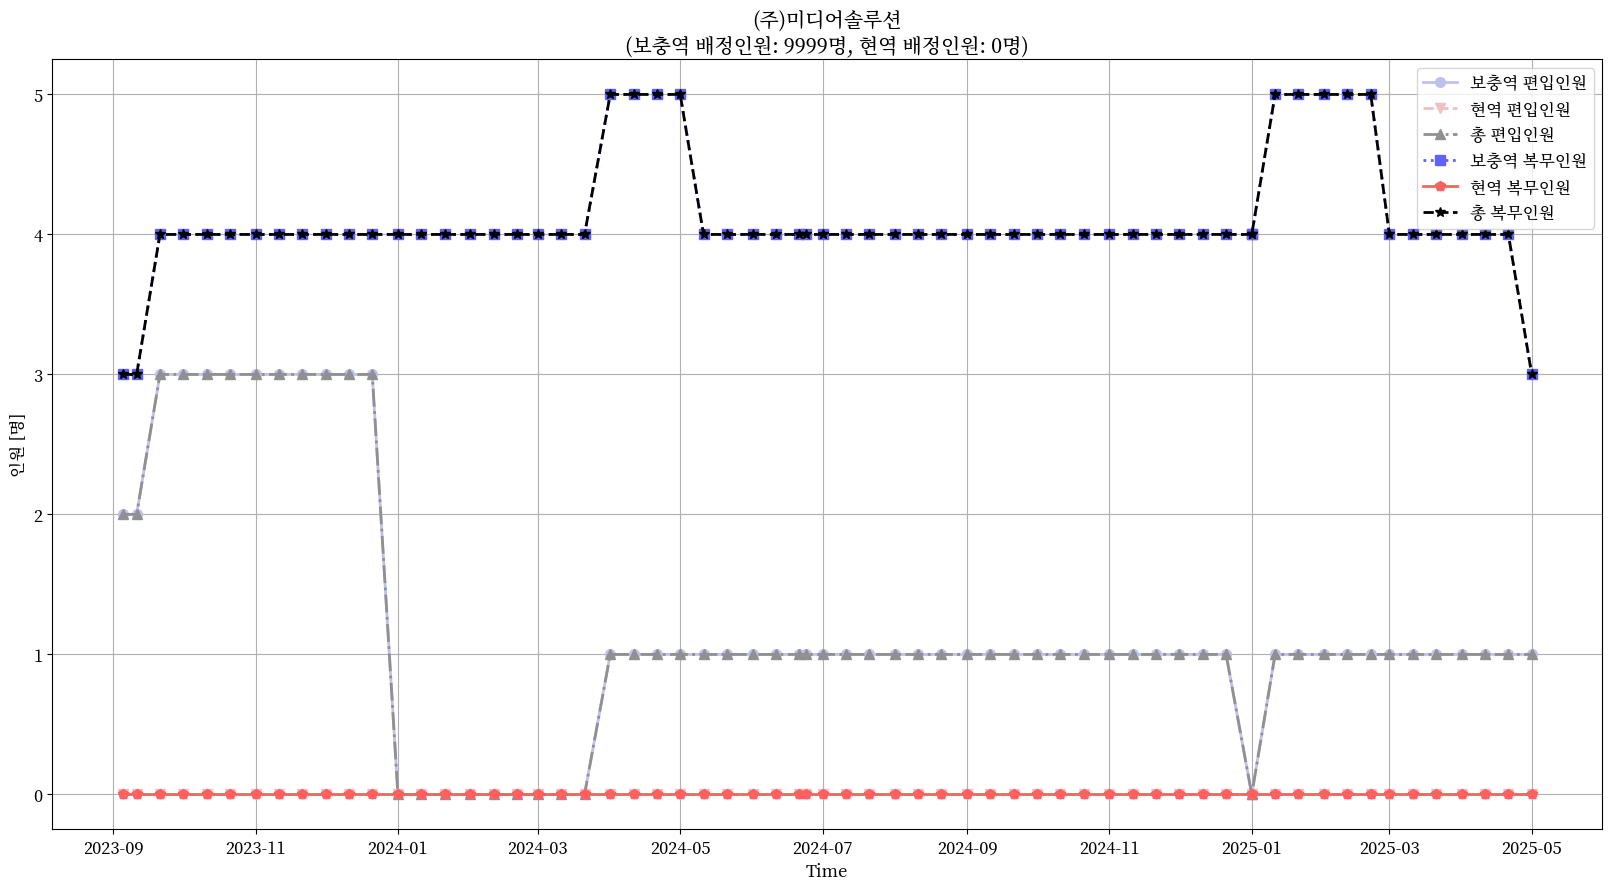 (주)미디어솔루션
(보충역 배정인원: 9999명, 현역 배정인원: 0명)
보충역 편입인원
현역 편입인원
총 편입인원
보충역 복무인원
현역 복무인원
총 복무인원
인원 [명]
5
4
3
2
1
0
2023-09
2023-11
2024-01
2024-03
2024-05
2024-07
2024-09
2024-11
2025-01
2025-03
2025-05
Time